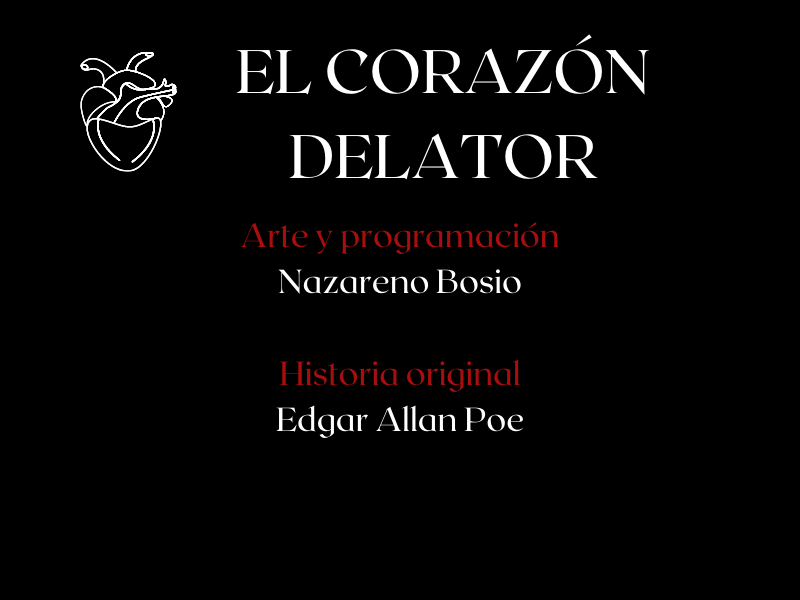 EL CORAZÓN
DELATOR
Arte y programación
Nazareno Bosio
Historia original
Edgar Allan Poe